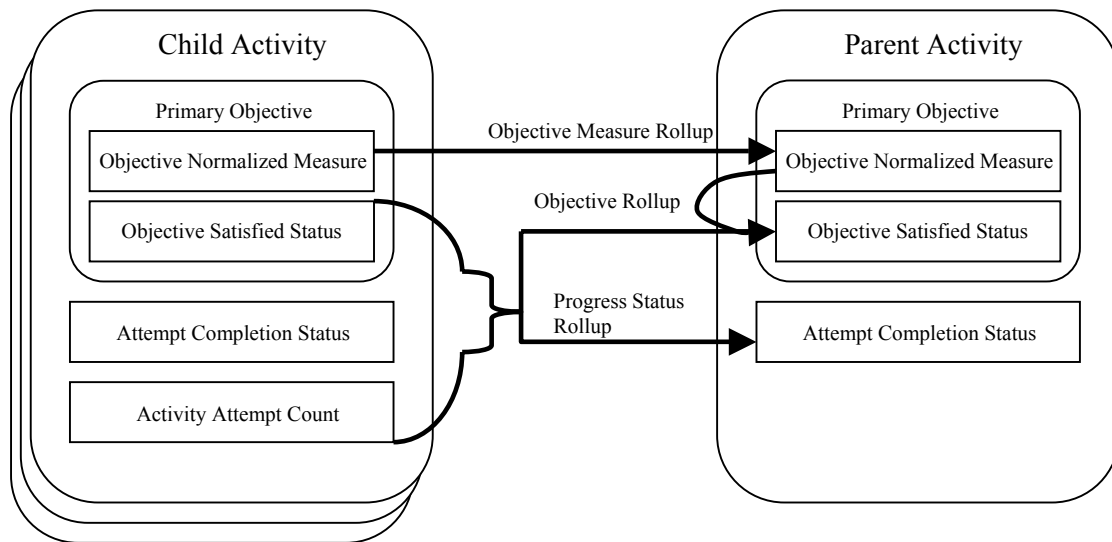 Child Activity
Primary Objective
Objective Normalized Measure
Objective Satisfied Status
Attempt Completion Status
Activity Attempt Count
Objective Measure Rollup
Objective Rollup
Progress Status
Rollup
Parent Activity
Primary Objective
Objective Normalized Measure
Objective Satisfied Status
Attempt Completion Status